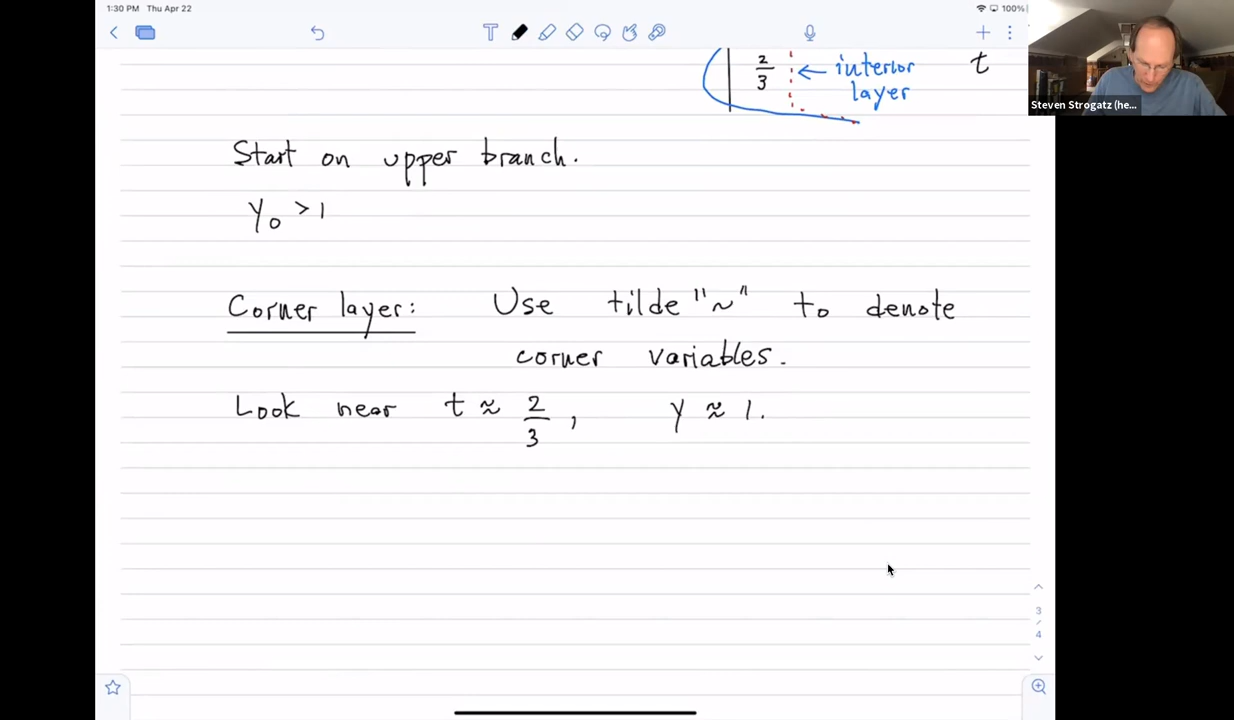 1:30 PM Thu Apr 22
100%
T
2/3 ← interior layer
t
Steven Strogatz (he...
Start on upper branch.
y₀ > 1
Corner layer: Use tilde "~" to denote
corner variables.
Look near t ≈ 2/3, y ≈ 1.
3
/
4